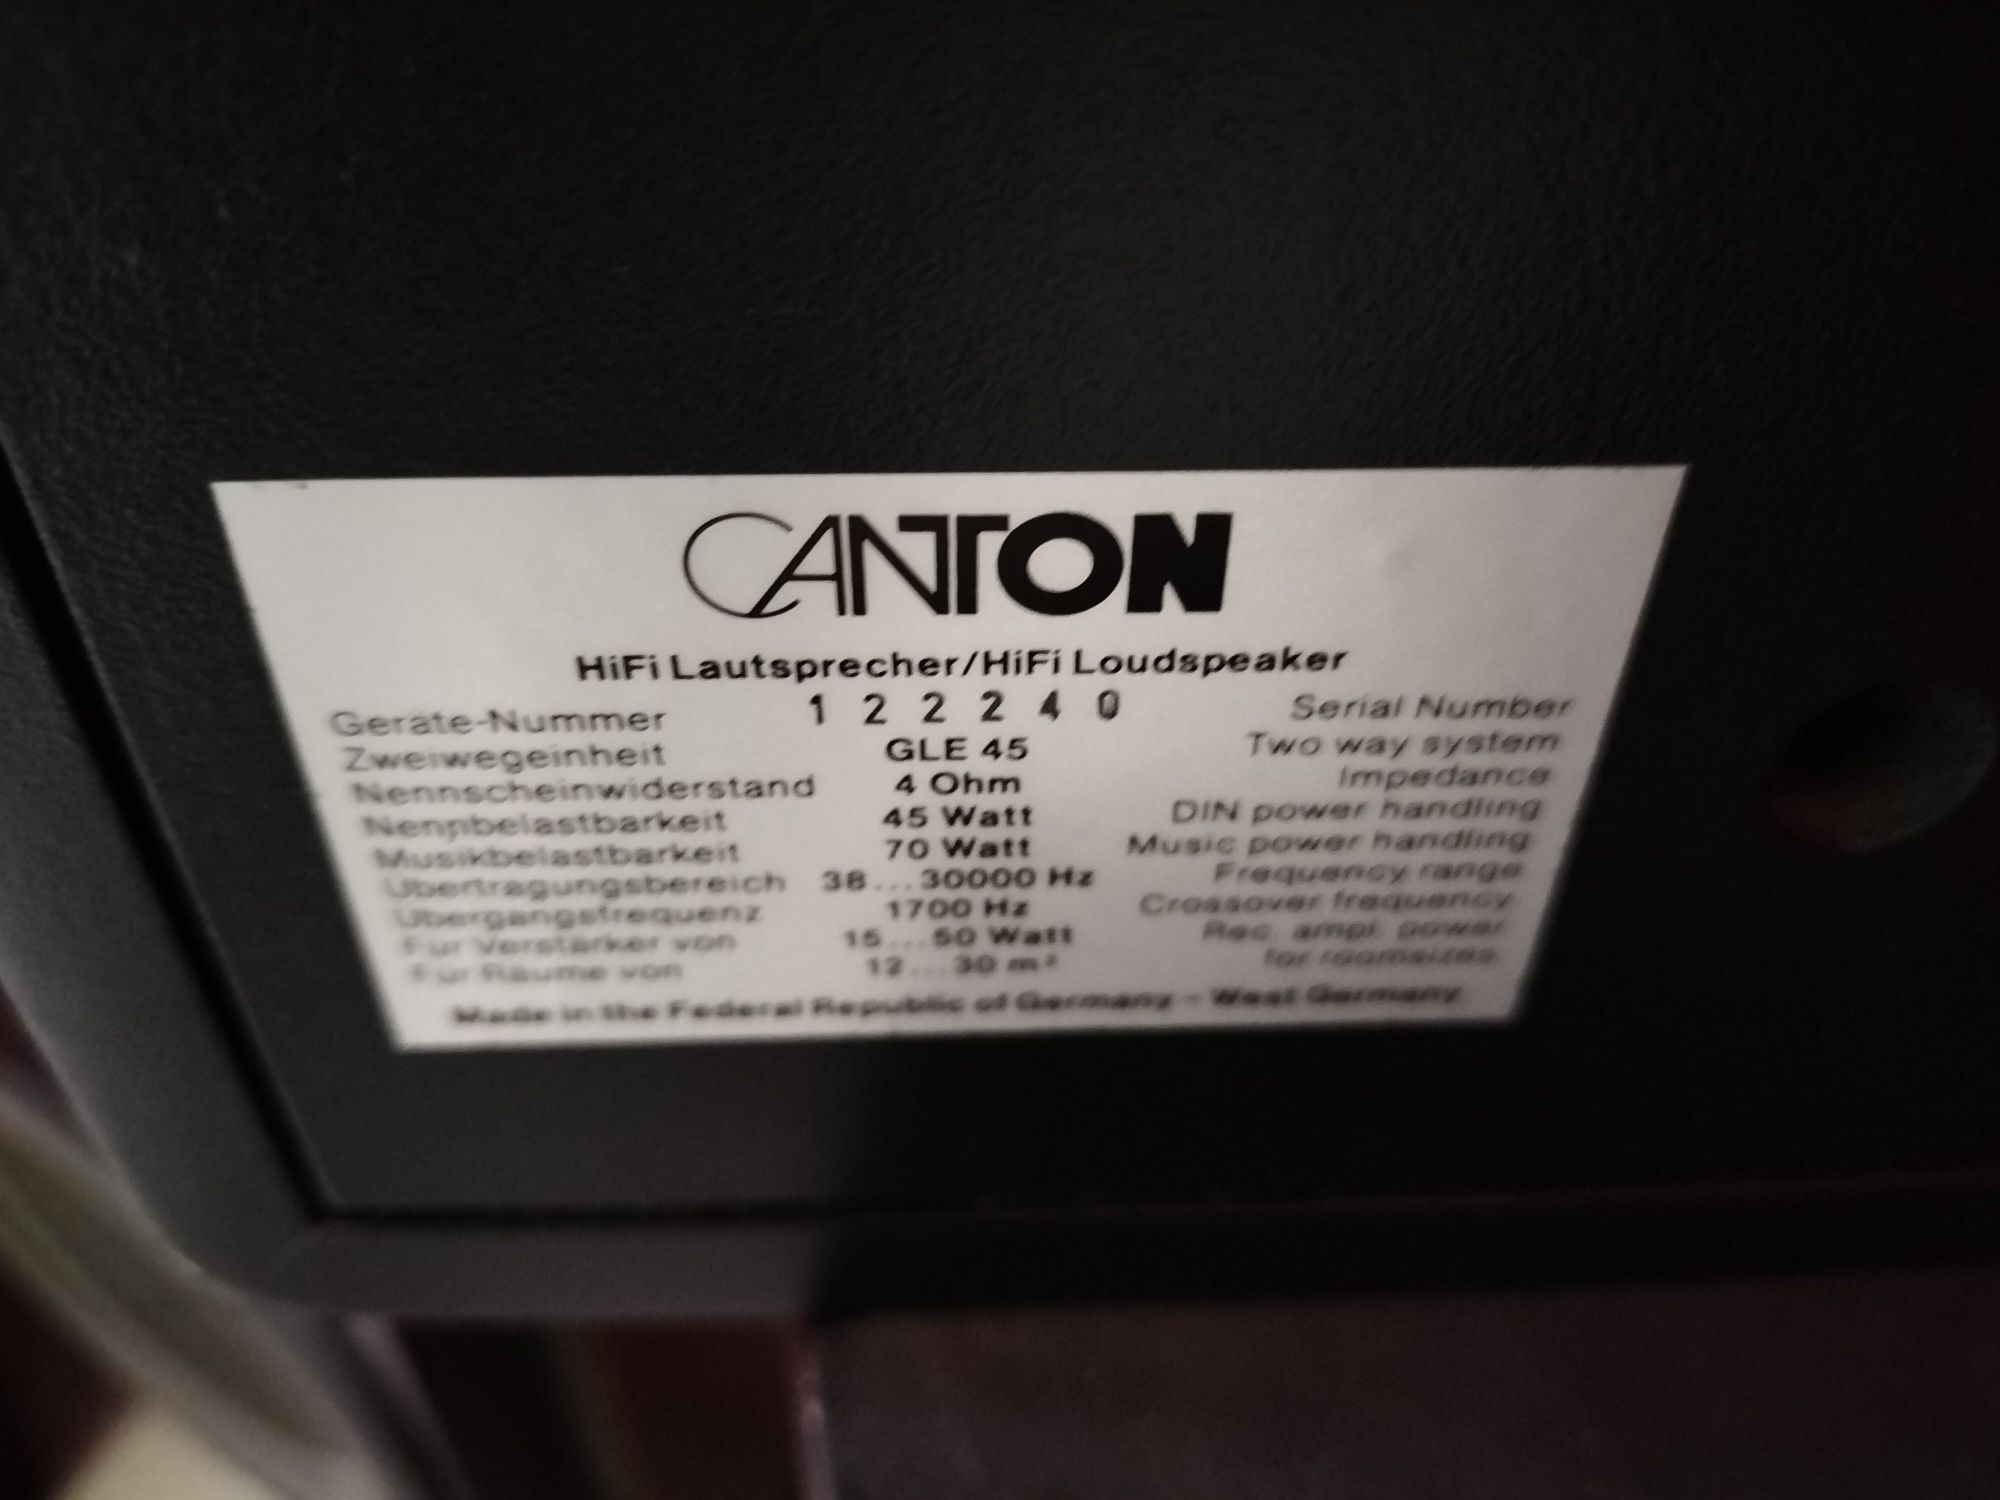 CANTON
HiFi Lautsprecher/HiFi Loudspeaker
Geräte-Nummer 122240 Serial Number
Zweiwegeinheit GLE 45 Two way system
Nennscheinwiderstand 4 Ohm Impedance
Nennbelastbarkeit 45 Watt DIN power handling
Musikbelastbarkeit 70 Watt Music power handling
Übertragungsbereich 38...30000 Hz Frequency range
Übergangsfrequenz 1700 Hz Crossover frequency
Für Verstärker von 15...50 Watt Rec. ampl. power
Für Räume von 12...30 m² for roomsizes
Made in the Federal Republic of Germany - West Germany